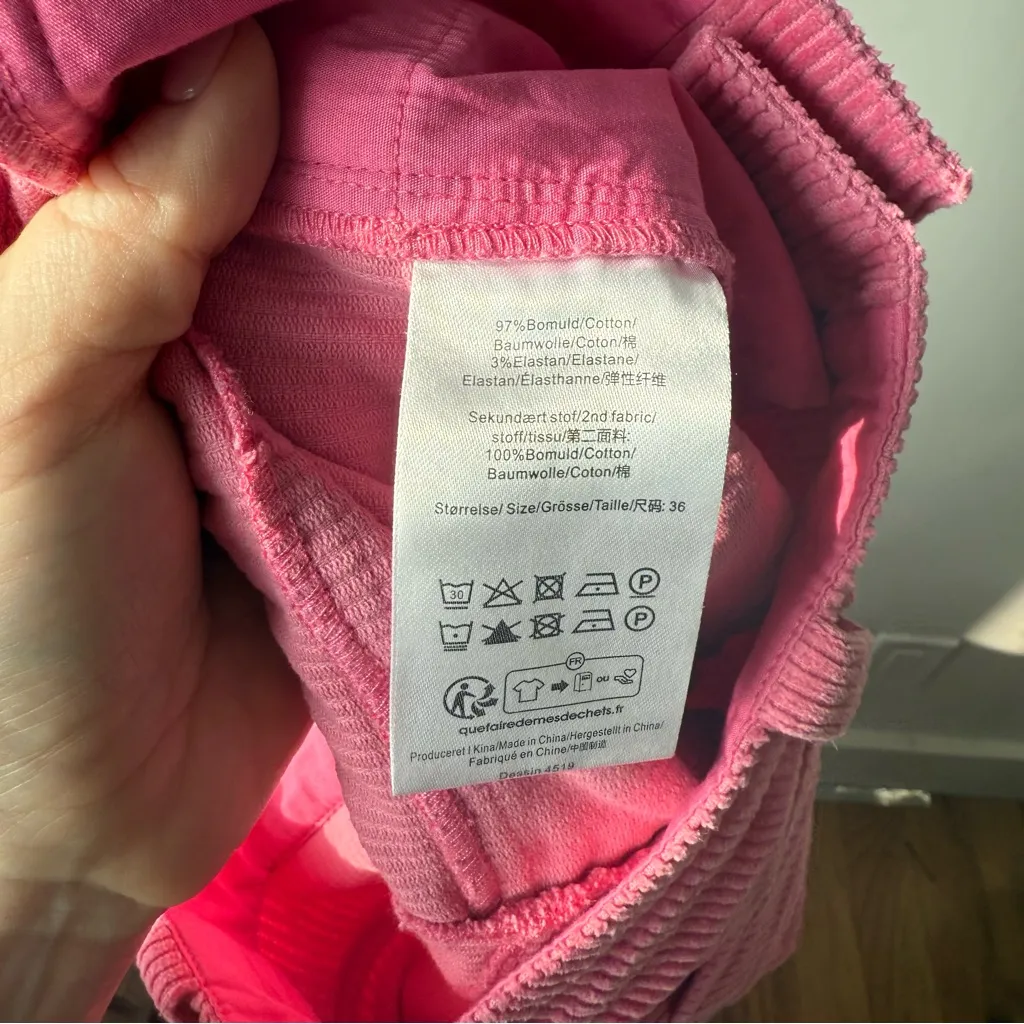 97%Bomuld/Cotton/
Baumwolle/Coton/棉
3%Elastan/Elastane/
Elastan/Élasthanne/弹性纤维
Sekundært stof/2nd fabric/
stoff/tissu/第二面料:
100%Bomuld/Cotton/
Baumwolle/Coton/棉
Størrelse/ Size/Grösse/Taille/尺码: 36
30 P
P
FR
ou
quefairedemesdechets.fr
Produceret I Kina/Made in China/Hergestellt in China/
Fabriqué en Chine/中国制造
Dessin 4519